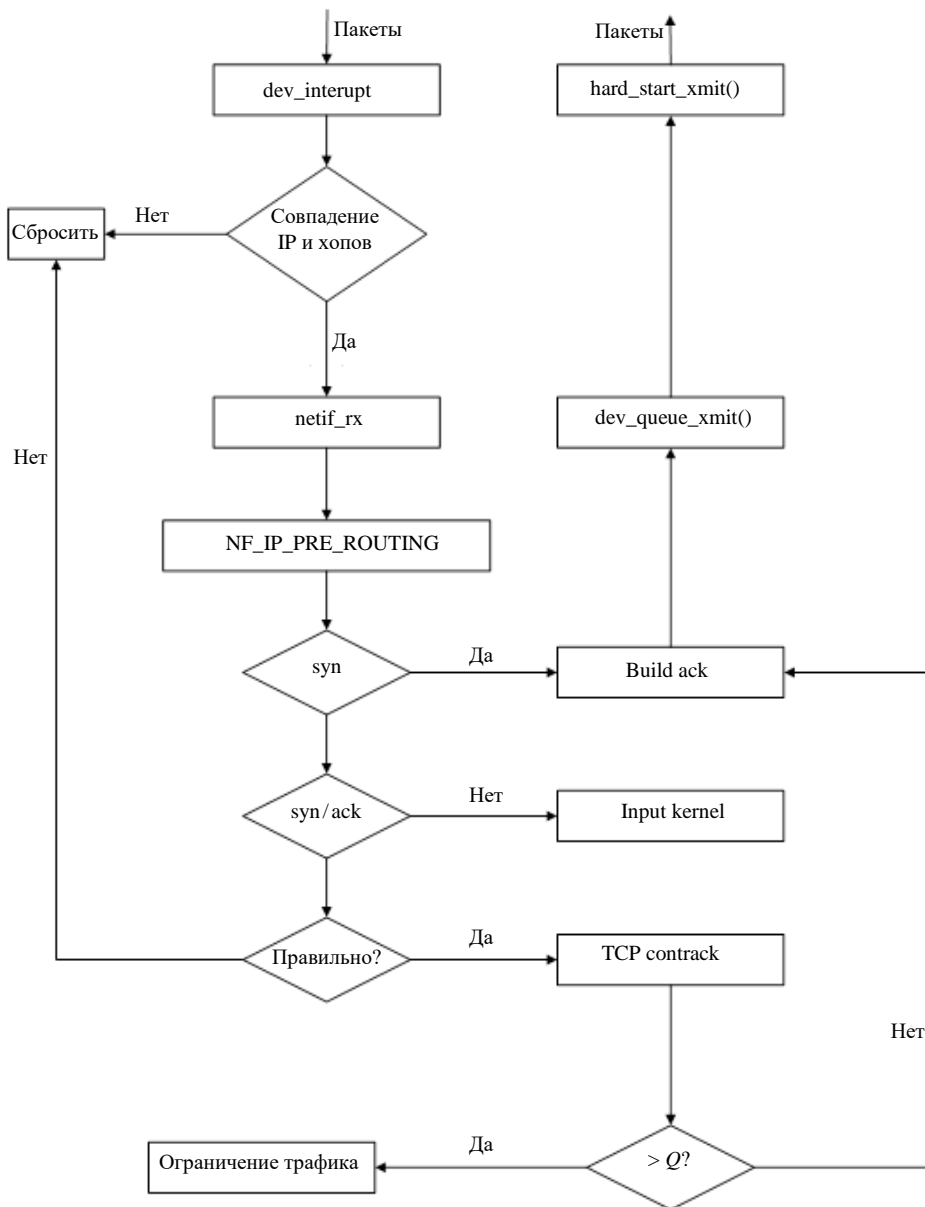 Пакеты
Пакеты
dev_interupt
hard_start_xmit()
Совпадение
IP и хопов
Нет
Сбросить
Да
netif_rx
dev_queue_xmit()
Нет
NF_IP_PRE_ROUTING
syn
Да
Build ack
syn/ack
Нет
Input kernel
Правильно?
Да
TCP contrack
Нет
> Q?
Да
Ограничение трафика